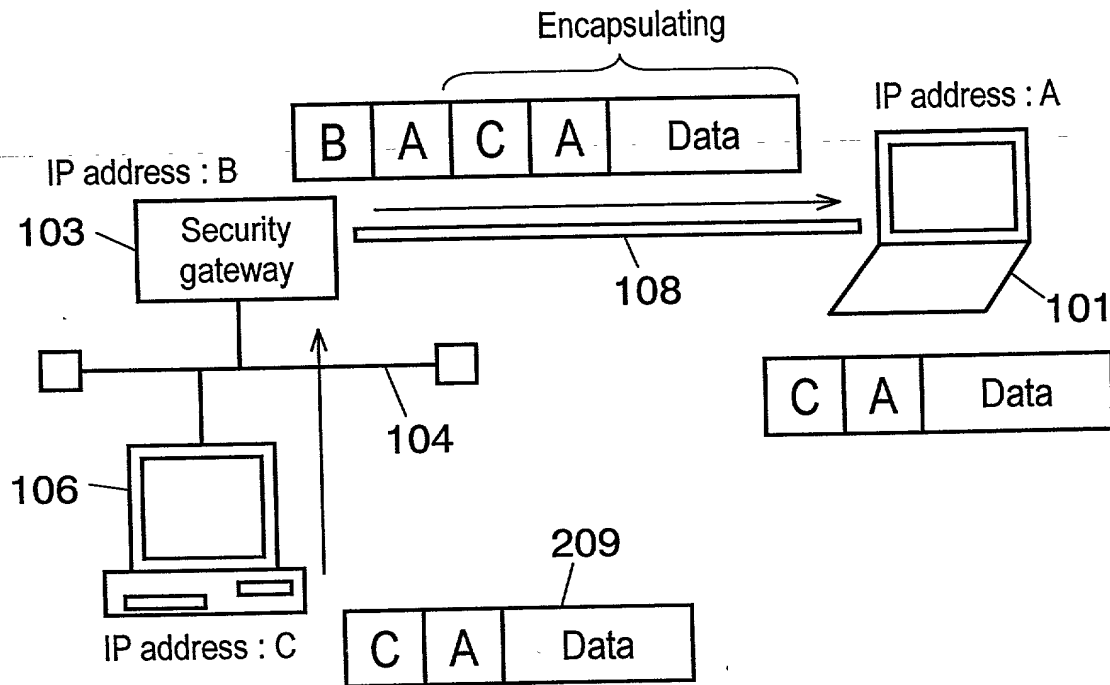 Encapsulating
IP address : A
B A C A Data
IP address : B
103
Security
gateway
108
101
C A Data
104
106
209
C A Data
IP address : C